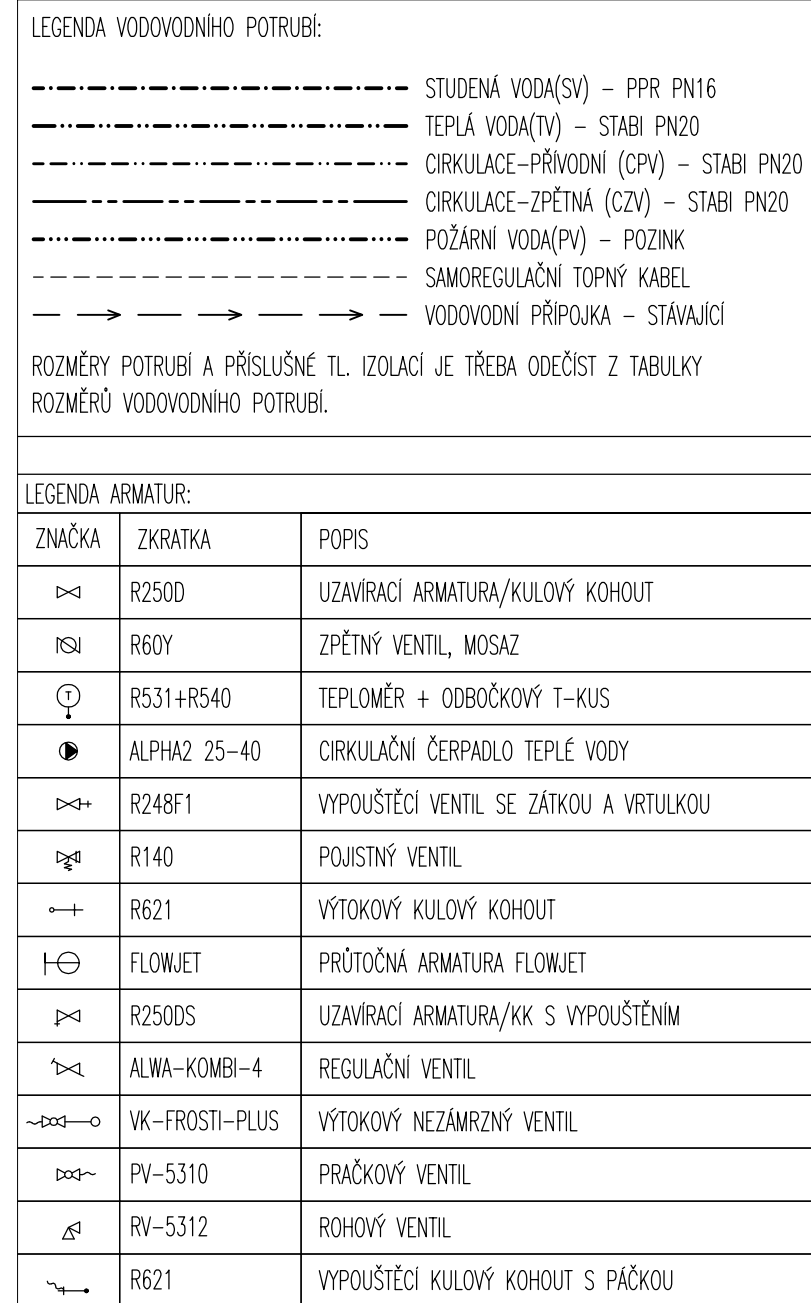 LEGENDA VODOVODNÍHO POTRUBÍ:
STUDENÁ VODA(SV) – PPR PN16
TEPLÁ VODA(TV) – STABI PN20
CIRKULACE–PŘÍVODNÍ (CPV) – STABI PN20
CIRKULACE–ZPĚTNÁ (CZV) – STABI PN20
POŽÁRNÍ VODA(PV) – POZINK
SAMOREGULAČNÍ TOPNÝ KABEL
VODOVODNÍ PŘÍPOJKA – STÁVAJÍCÍ
ROZMĚRY POTRUBÍ A PŘÍSLUŠNÉ TL. IZOLACÍ JE TŘEBA ODEČÍST Z TABULKY
ROZMĚRŮ VODOVODNÍHO POTRUBÍ.
LEGENDA ARMATUR:
ZNAČKA ZKRATKA POPIS
R250D UZAVÍRACÍ ARMATURA/KULOVÝ KOHOUT
R60Y ZPĚTNÝ VENTIL, MOSAZ
T R531+R540 TEPLOMĚR + ODBOČKOVÝ T–KUS
ALPHA2 25–40 CIRKULAČNÍ ČERPADLO TEPLÉ VODY
R248F1 VYPOUŠTĚCÍ VENTIL SE ZÁTKOU A VRTULKOU
R140 POJISTNÝ VENTIL
R621 VÝTOKOVÝ KULOVÝ KOHOUT
FLOWJET PRŮTOČNÁ ARMATURA FLOWJET
R250DS UZAVÍRACÍ ARMATURA/KK S VYPOUŠTĚNÍM
ALWA–KOMBI–4 REGULAČNÍ VENTIL
VK–FROSTI–PLUS VÝTOKOVÝ NEZÁMRZNÝ VENTIL
PV–5310 PRAČKOVÝ VENTIL
RV–5312 ROHOVÝ VENTIL
R621 VYPOUŠTĚCÍ KULOVÝ KOHOUT S PÁČKOU